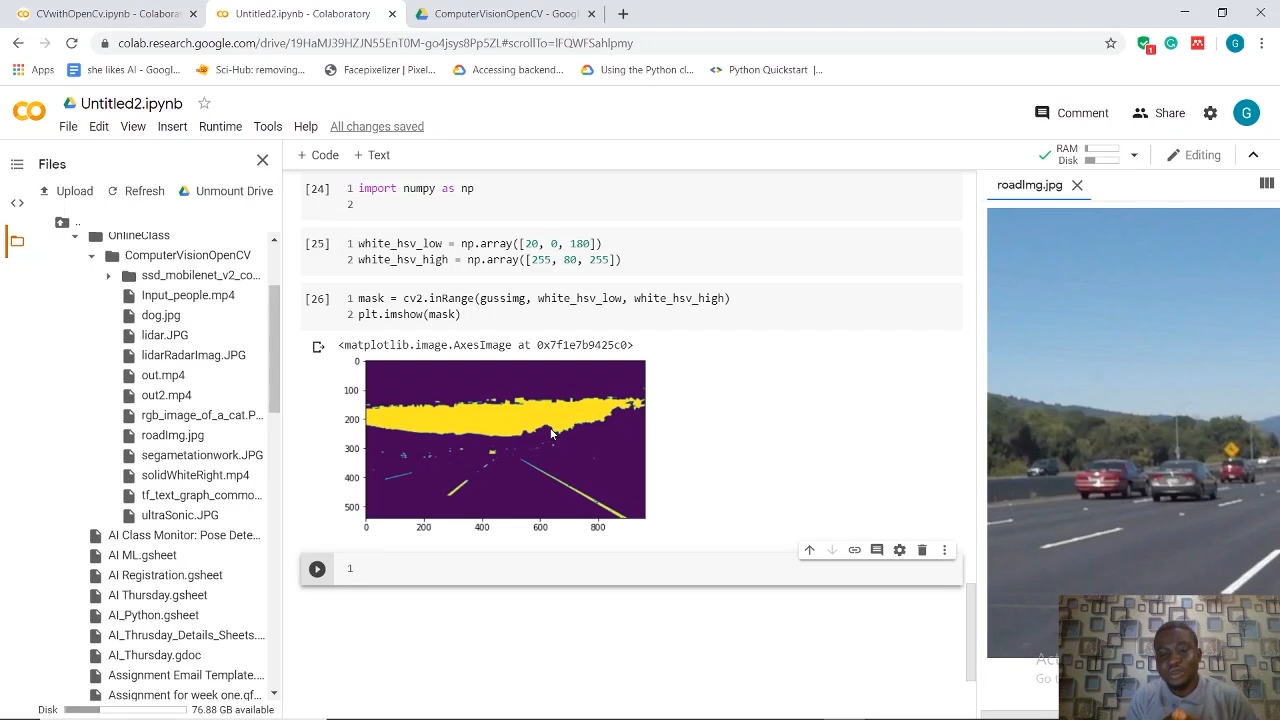 CVwithOpenCV.ipynb - Colaborat
Untitled2.ipynb - Colaboratory
ComputerVisionOpenCV - Googl
colab.research.google.com/drive/19HaMJ39HZJN55EnT0M-go4jsys8Pp52b#scrollTo=lFQWFSahlpmy
Apps
she likes AI - Googl...
Sci-Hub: removing...
Facepixelizer | Pixel...
Accessing backend...
Using the Python cl...
Python Quickstart |...
Untitled2.ipynb
File Edit View Insert Runtime Tools Help All changes saved
Comment
Share
G
Files
Upload
Refresh
Unmount Drive
+ Code + Text
RAM
Disk
Editing
..
OnlineClass
ComputerVisionOpenCV
ssd_mobilenet_v2_co...
Input_people.mp4
dog.jpg
lidar.JPG
lidarRadarImag.JPG
out.mp4
out2.mp4
rgb_image_of_a_cat.P...
roadImg.jpg
segametationwork.JPG
solidWhiteRight.mp4
tf_text_graph_commo...
ultraSonic.JPG
AI Class Monitor: Pose Dete...
AI ML.gsheet
AI Registration.gsheet
AI Thursday.gsheet
AI_Python.gsheet
AI_Thrusday_Details_Sheets....
AI_Thursday.gdoc
Assignment Email Template....
Assignment for week one.gf...
Disk 76.88 GB available
[24] 1 import numpy as np
2
[25] 1 white_hsv_low = np.array([20, 0, 180])
2 white_hsv_high = np.array([255, 80, 255])
[26] 1 mask = cv2.inRange(gussimg, white_hsv_low, white_hsv_high)
2 plt.imshow(mask)
<matplotlib.image.AxesImage at 0x7f1e7b9425c0>
0
100
200
300
400
500
0 200 400 600 800
1
roadImg.jpg